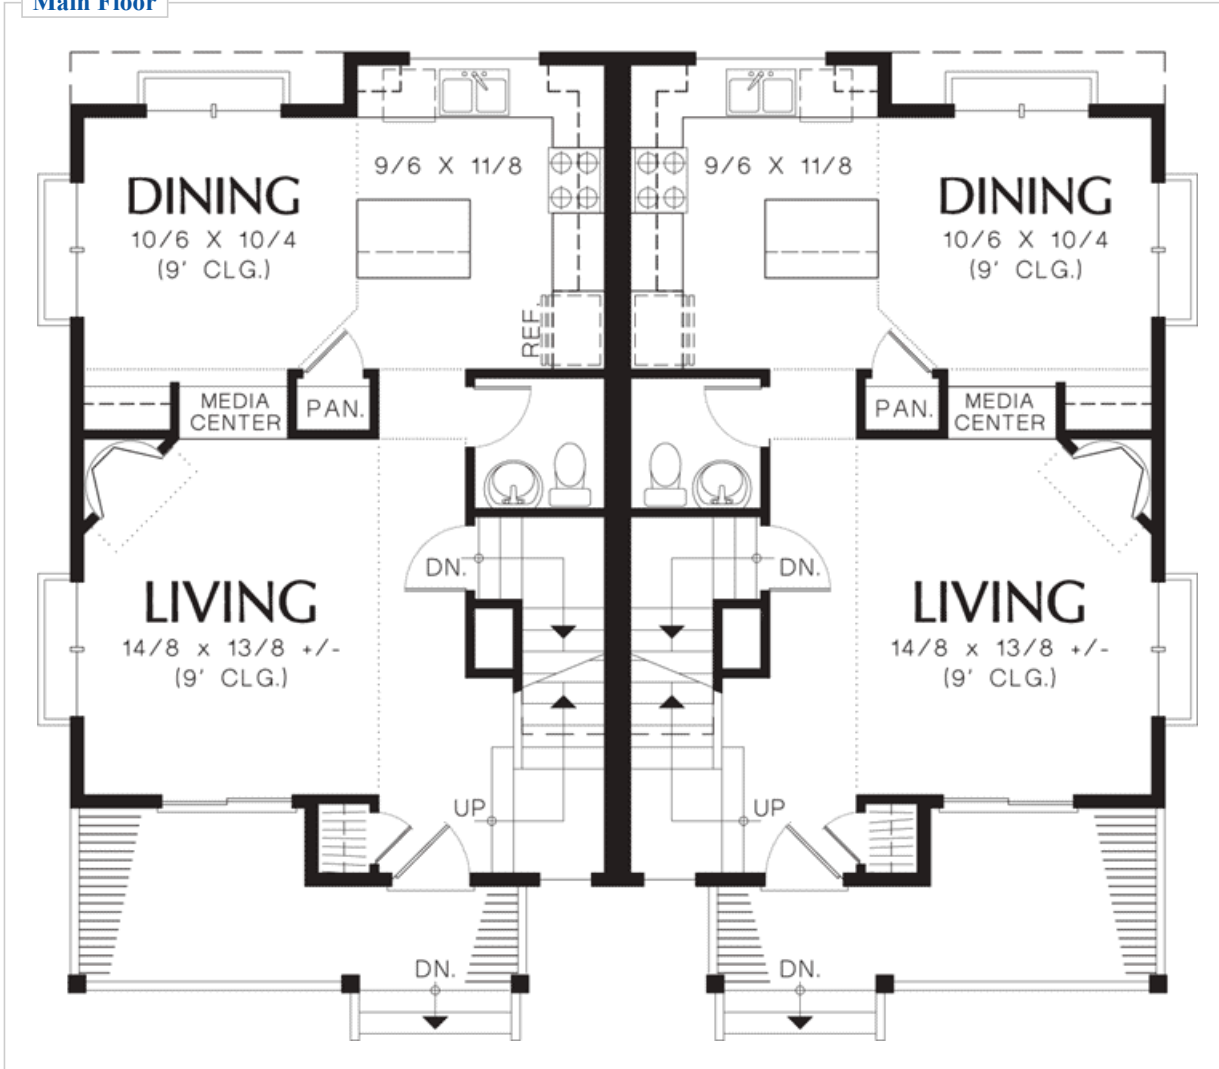 Main Floor
9/6 X 11/8
9/6 X 11/8
DINING
10/6 X 10/4
(9' CLG.)
DINING
10/6 X 10/4
(9' CLG.)
REF.
MEDIA
CENTER
PAN.
PAN.
MEDIA
CENTER
DN.
DN.
LIVING
14/8 x 13/8 +/-
(9' CLG.)
LIVING
14/8 x 13/8 +/-
(9' CLG.)
UP
UP
DN.
DN.